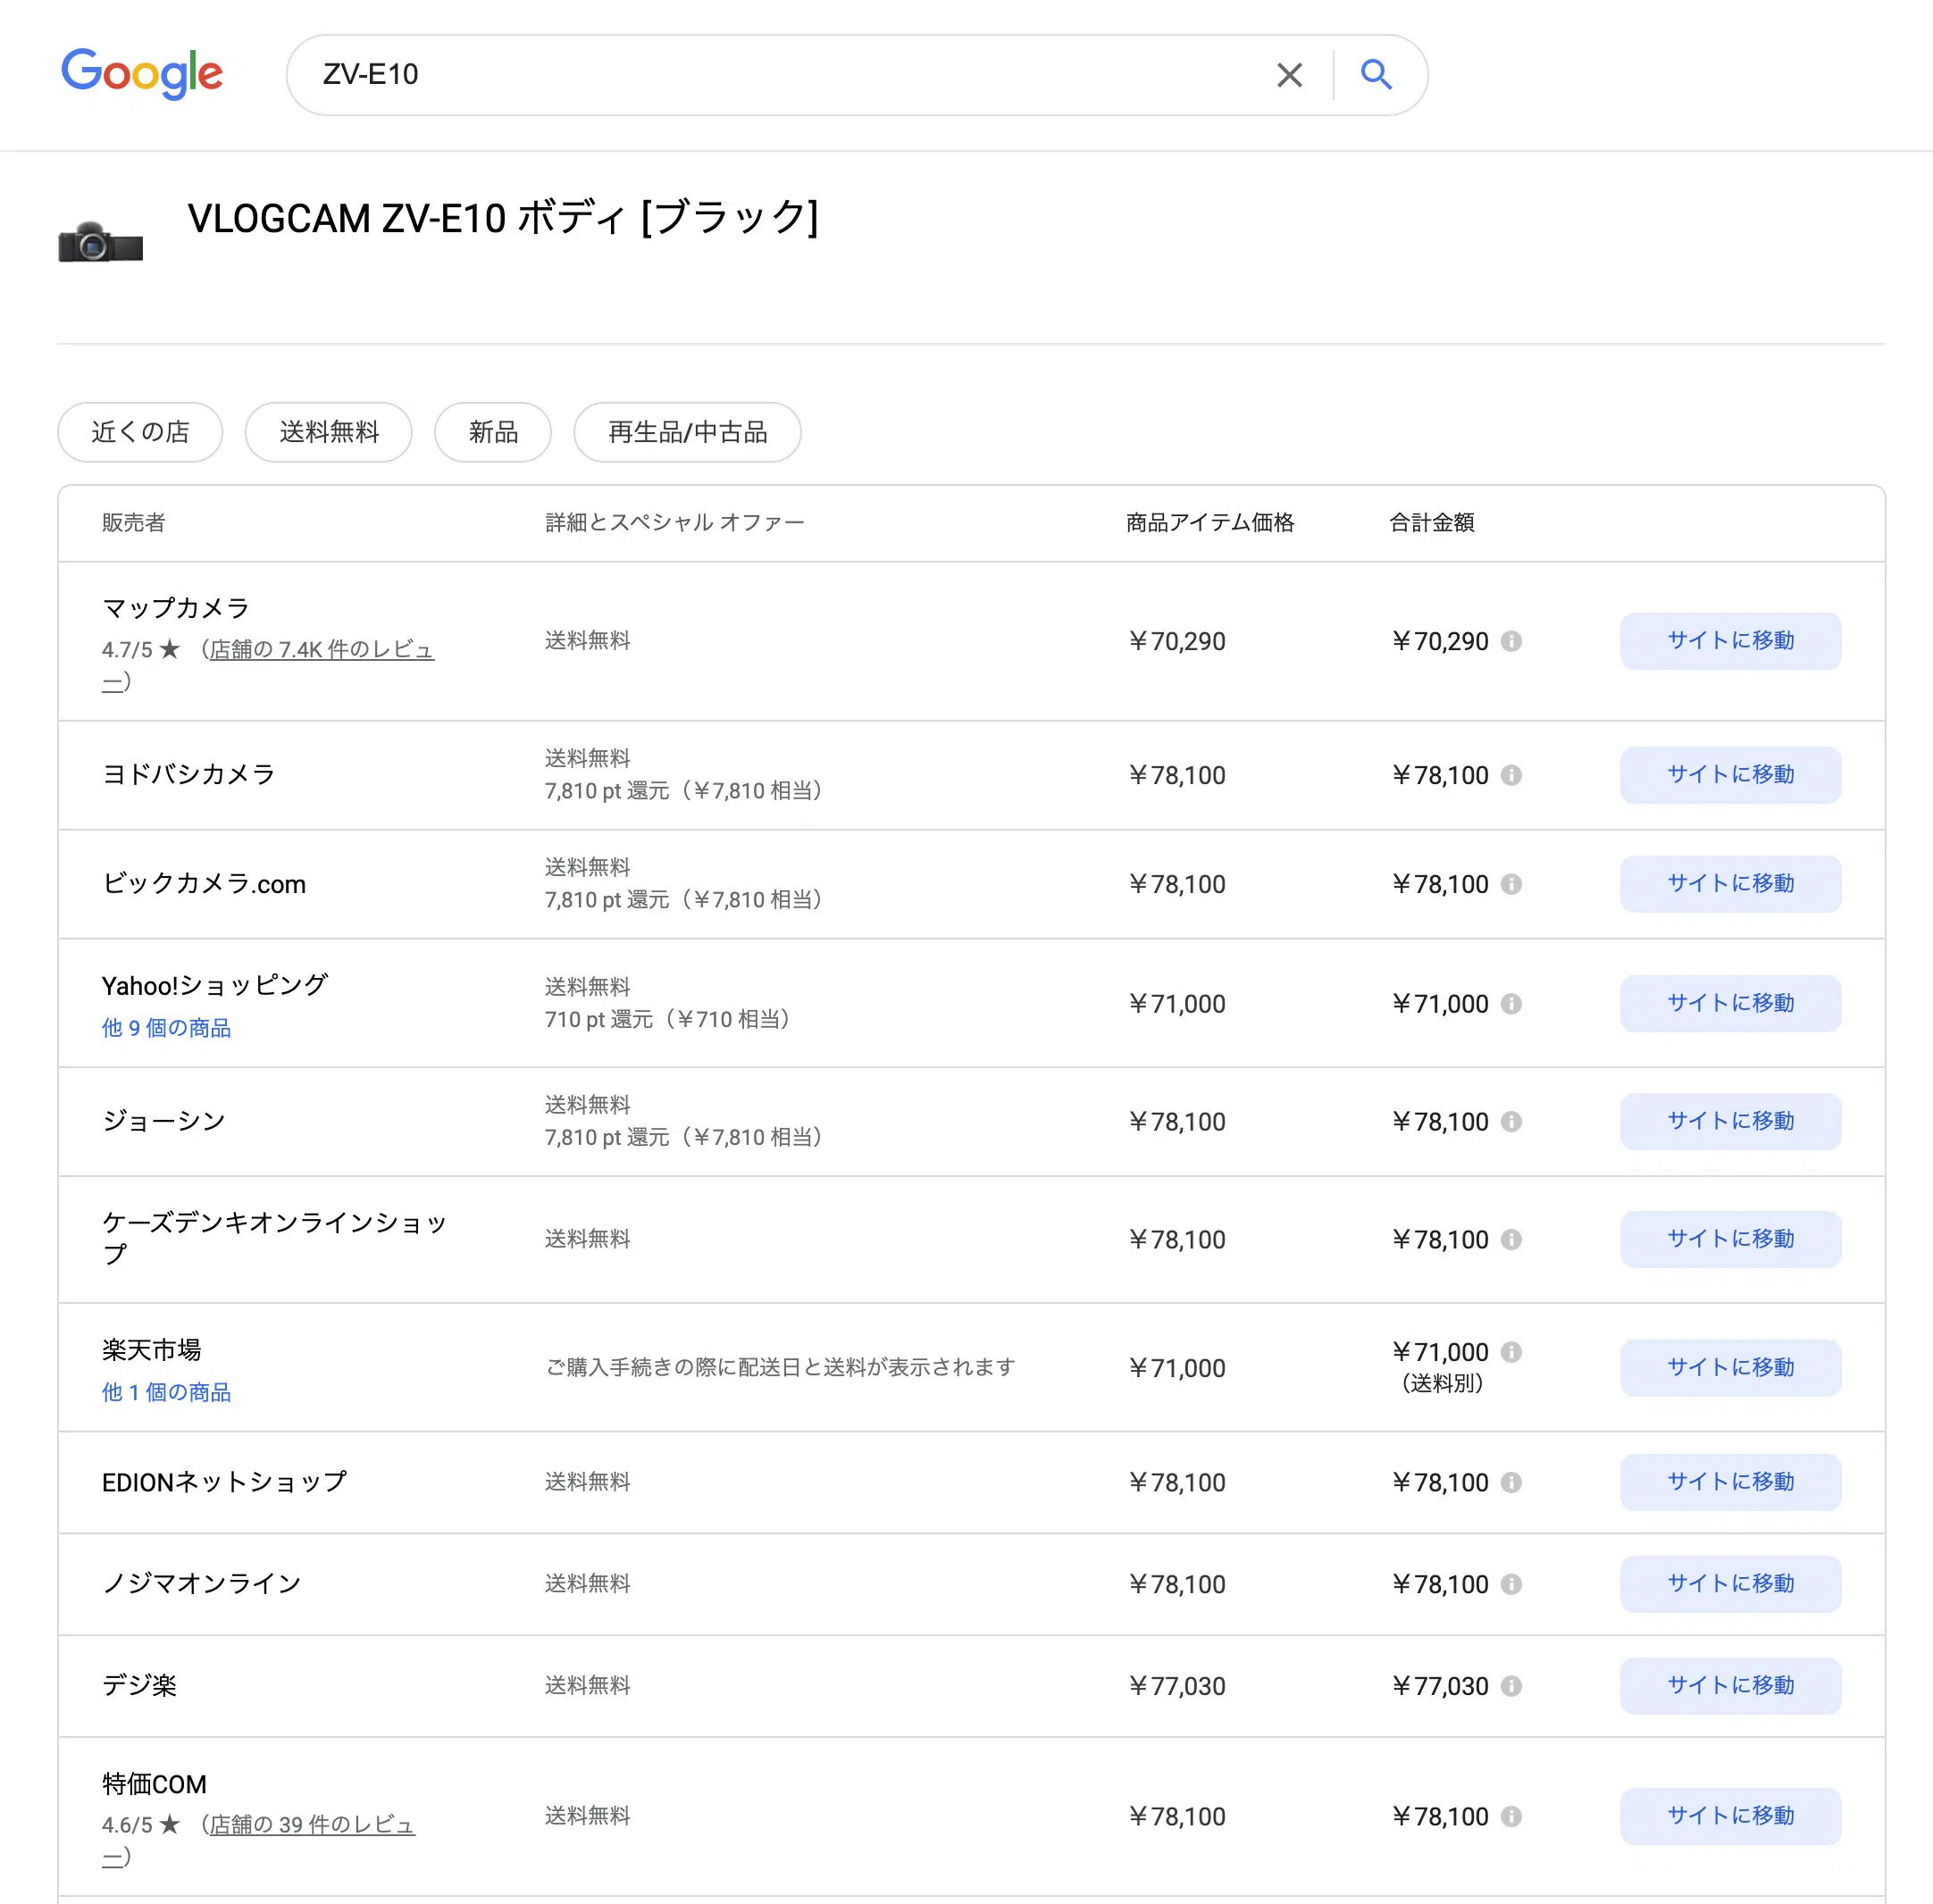 Google
ZV-E10
VLOGCAM ZV-E10 ボディ [ブラック]
近くの店 送料無料 新品 再生品/中古品
販売者 詳細とスペシャル オファー 商品アイテム価格 合計金額
マップカメラ
4.7/5 ★ （店舗の 7.4K 件のレビュ
ー）
送料無料 ￥70,290 ￥70,290 サイトに移動
ヨドバシカメラ
送料無料
7,810 pt 還元（￥7,810 相当）
￥78,100 ￥78,100 サイトに移動
ビックカメラ.com
送料無料
7,810 pt 還元（￥7,810 相当）
￥78,100 ￥78,100 サイトに移動
Yahoo!ショッピング
他 9 個の商品
送料無料
710 pt 還元（￥710 相当）
￥71,000 ￥71,000 サイトに移動
ジョーシン
送料無料
7,810 pt 還元（￥7,810 相当）
￥78,100 ￥78,100 サイトに移動
ケーズデンキオンラインショッ
プ
送料無料 ￥78,100 ￥78,100 サイトに移動
楽天市場
他 1 個の商品
ご購入手続きの際に配送日と送料が表示されます ￥71,000 ￥71,000
（送料別）
サイトに移動
EDIONネットショップ 送料無料 ￥78,100 ￥78,100 サイトに移動
ノジマオンライン 送料無料 ￥78,100 ￥78,100 サイトに移動
デジ楽 送料無料 ￥77,030 ￥77,030 サイトに移動
特価COM
4.6/5 ★ （店舗の 39 件のレビュ
ー）
送料無料 ￥78,100 ￥78,100 サイトに移動